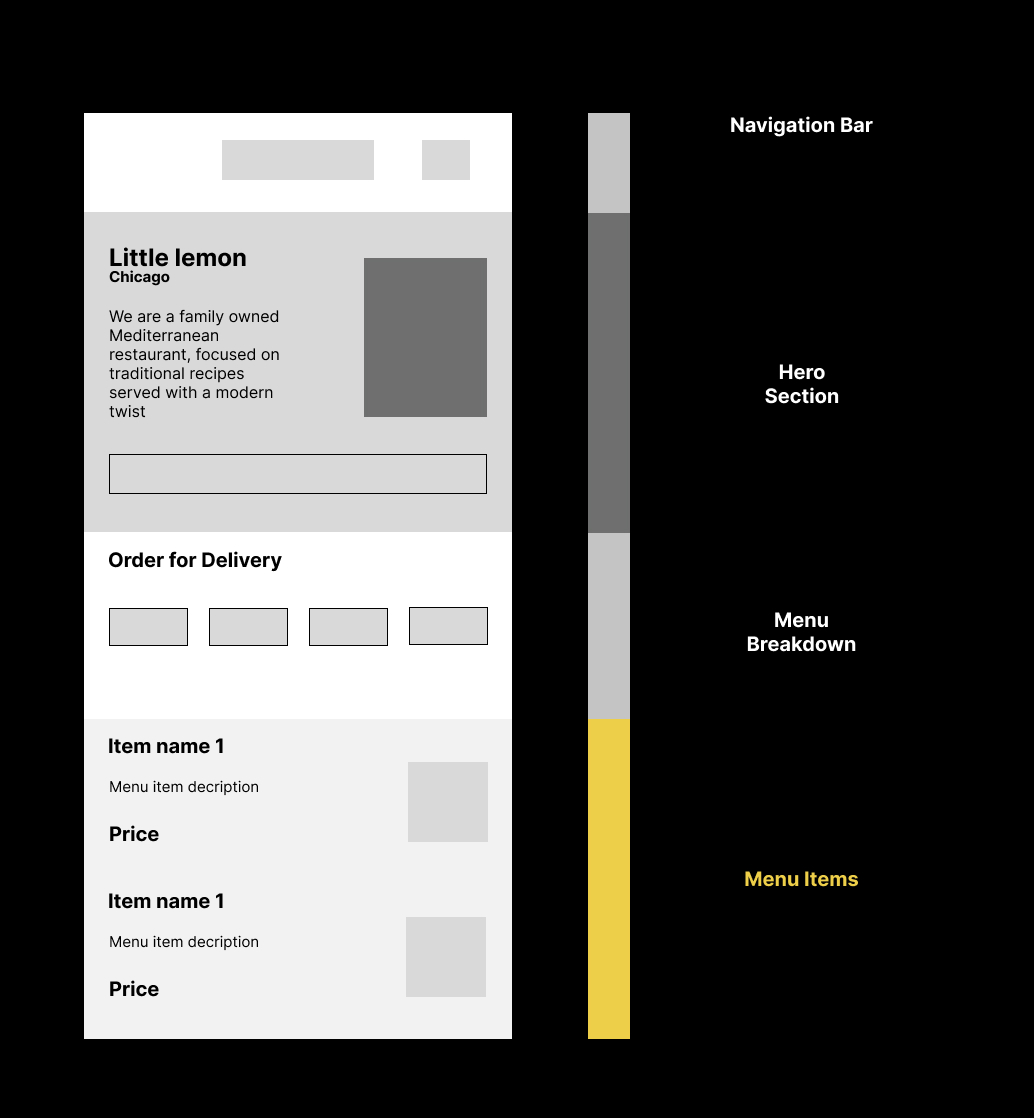 Navigation Bar
Little lemon
Chicago
We are a family owned
Mediterranean
restaurant, focused on
traditional recipes
served with a modern
twist
Hero
Section
Order for Delivery
Menu
Breakdown
Item name 1
Menu item decription
Price
Menu Items
Item name 1
Menu item decription
Price